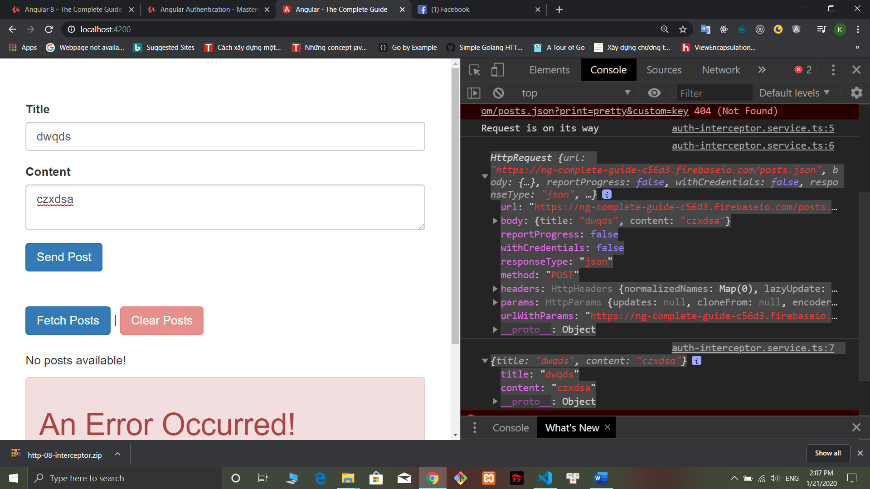 Angular 8 - The Complete Guide
Angular Authentication - Master
Angular - The Complete Guide
(1) Facebook
localhost:4200
Apps
Webpage not availa...
Suggested Sites
Cách xây dựng một...
Những concept jav...
Go by Example
Simple Golang HTT...
A Tour of Go
Xây dựng chương t...
ViewEncapsulation...
Title
dwqds
Content
czxdsa
Send Post
Fetch Posts | Clear Posts
No posts available!
An Error Occurred!
Elements Console Sources Network 2
top Filter Default levels
om/posts.json?print=pretty&custom=key 404 (Not Found)
Request is on its way auth-interceptor.service.ts:5
auth-interceptor.service.ts:6
HttpRequest {url:
"https://ng-complete-guide-c56d3.firebaseio.com/posts.json", b
ody: {…}, reportProgress: false, withCredentials: false, respo
nseType: "json", …}
url: "https://ng-complete-guide-c56d3.firebaseio.com/posts.…
body: {title: "dwqds", content: "czxdsa"}
reportProgress: false
withCredentials: false
responseType: "json"
method: "POST"
headers: HttpHeaders {normalizedNames: Map(0), lazyUpdate: …
params: HttpParams {updates: null, cloneFrom: null, encoder…
urlWithParams: "https://ng-complete-guide-c56d3.firebaseio.…
__proto__: Object
auth-interceptor.service.ts:7
{title: "dwqds", content: "czxdsa"}
title: "dwqds"
content: "czxdsa"
__proto__: Object
Console What's New
http-08-interceptor.zip
Show all
Type here to search
ENG
2:07 PM
1/21/2020